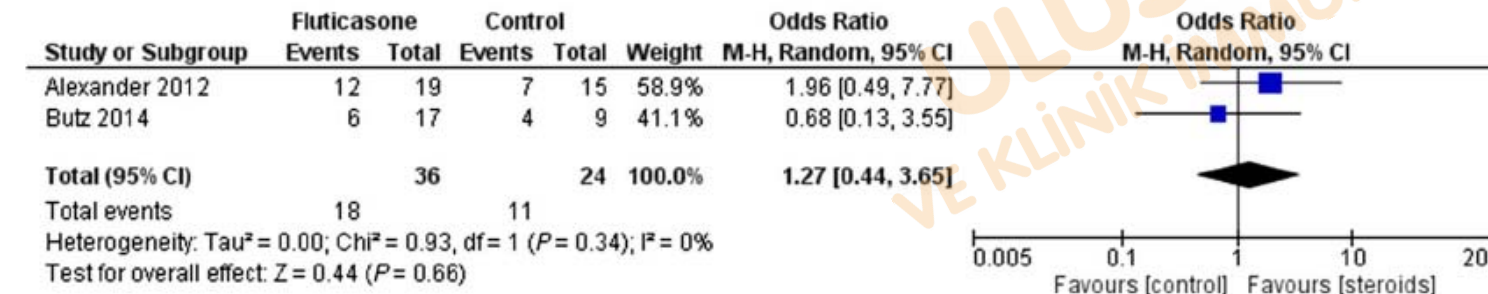 Fluticasone Control Odds Ratio Odds Ratio
Study or Subgroup Events Total Events Total Weight M-H, Random, 95% CI M-H, Random, 95% CI
Alexander 2012 12 19 7 15 58.9% 1.96 [0.49, 7.77]
Butz 2014 6 17 4 9 41.1% 0.68 [0.13, 3.55]
Total (95% CI) 36 24 100.0% 1.27 [0.44, 3.65]
Total events 18 11
Heterogeneity: Tau² = 0.00; Chi² = 0.93, df = 1 (P = 0.34); I² = 0%
Test for overall effect: Z = 0.44 (P = 0.66)
0.005 0.1 1 10 20
Favours [control] Favours [steroids]
VE KLİNİK